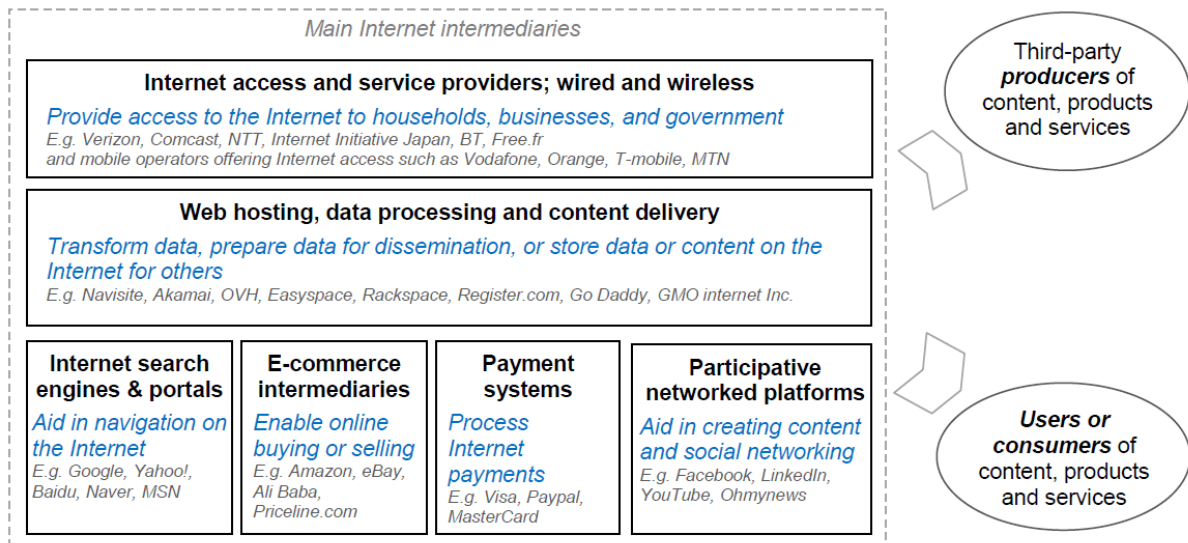 Main Internet intermediaries
Internet access and service providers; wired and wireless
Provide access to the Internet to households, businesses, and government
E.g. Verizon, Comcast, NTT, Internet Initiative Japan, BT, Free.fr
and mobile operators offering Internet access such as Vodafone, Orange, T-mobile, MTN
Web hosting, data processing and content delivery
Transform data, prepare data for dissemination, or store data or content on the
Internet for others
E.g. Navisite, Akamai, OVH, Easyspace, Rackspace, Register.com, Go Daddy, GMO internet Inc.
Internet search
engines & portals
Aid in navigation on
the Internet
E.g. Google, Yahoo!,
Baidu, Naver, MSN
E-commerce
intermediaries
Enable online
buying or selling
E.g. Amazon, eBay,
Ali Baba,
Priceline.com
Payment
systems
Process
Internet
payments
E.g. Visa, Paypal,
MasterCard
Participative
networked platforms
Aid in creating content
and social networking
E.g. Facebook, LinkedIn,
YouTube, Ohmynews
Third-party
producers of
content, products
and services
Users or
consumers of
content, products
and services